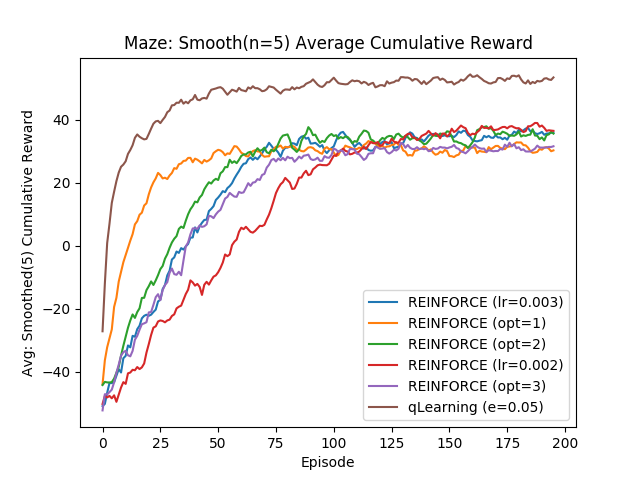 Maze: Smooth(n=5) Average Cumulative Reward
Avg: Smoothed(5) Cumulative Reward
40
20
0
−20
−40
REINFORCE (lr=0.003)
REINFORCE (opt=1)
REINFORCE (opt=2)
REINFORCE (lr=0.002)
REINFORCE (opt=3)
qLearning (e=0.05)
0 25 50 75 100 125 150 175 200
Episode